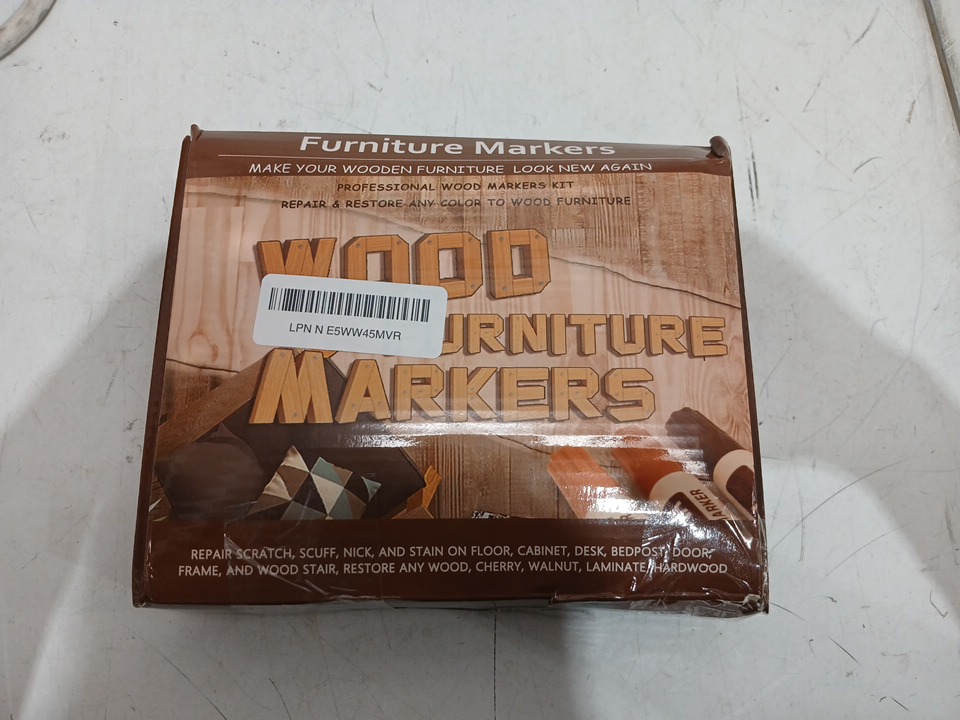 Furniture Markers
MAKE YOUR WOODEN FURNITURE LOOK NEW AGAIN
PROFESSIONAL WOOD MARKERS KIT
REPAIR & RESTORE ANY COLOR TO WOOD FURNITURE
WOOD
LPN N E5WW45MVR
URNITURE
MARKERS
ARKER
REPAIR SCRATCH, SCUFF, NICK, AND STAIN ON FLOOR, CABINET, DESK, BEDPOST, DOOR,
FRAME, AND WOOD STAIR, RESTORE ANY WOOD, CHERRY, WALNUT, LAMINATE, HARDWOOD